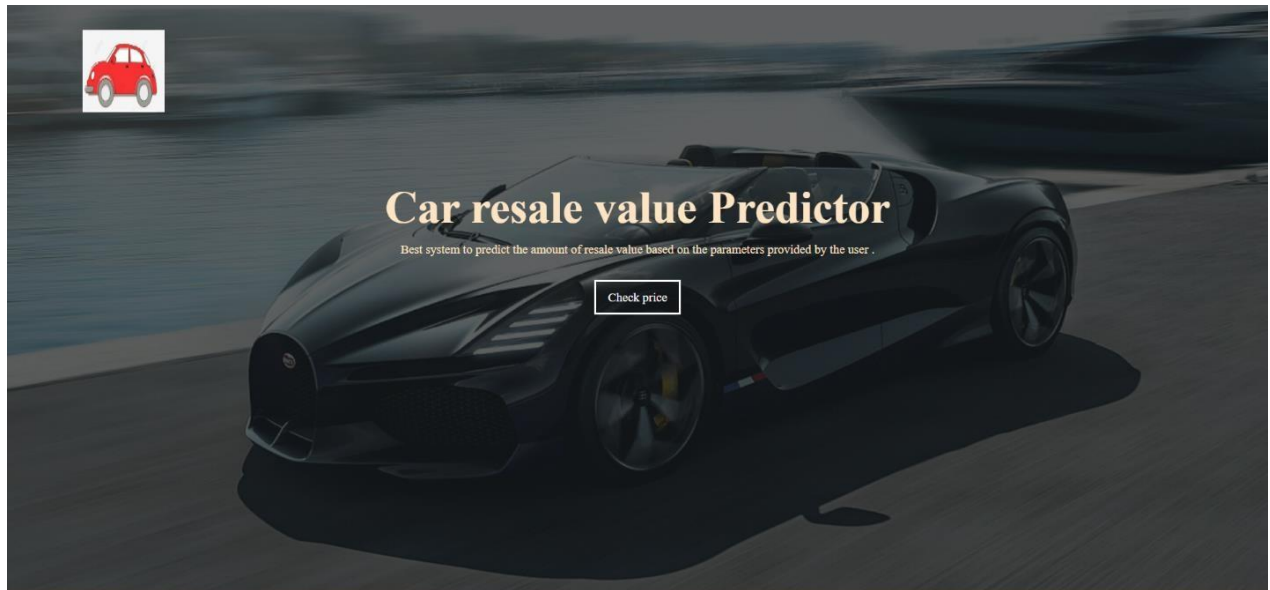 Car resale value Predictor
Best system to predict the amount of resale value based on the parameters provided by the user .
Check price